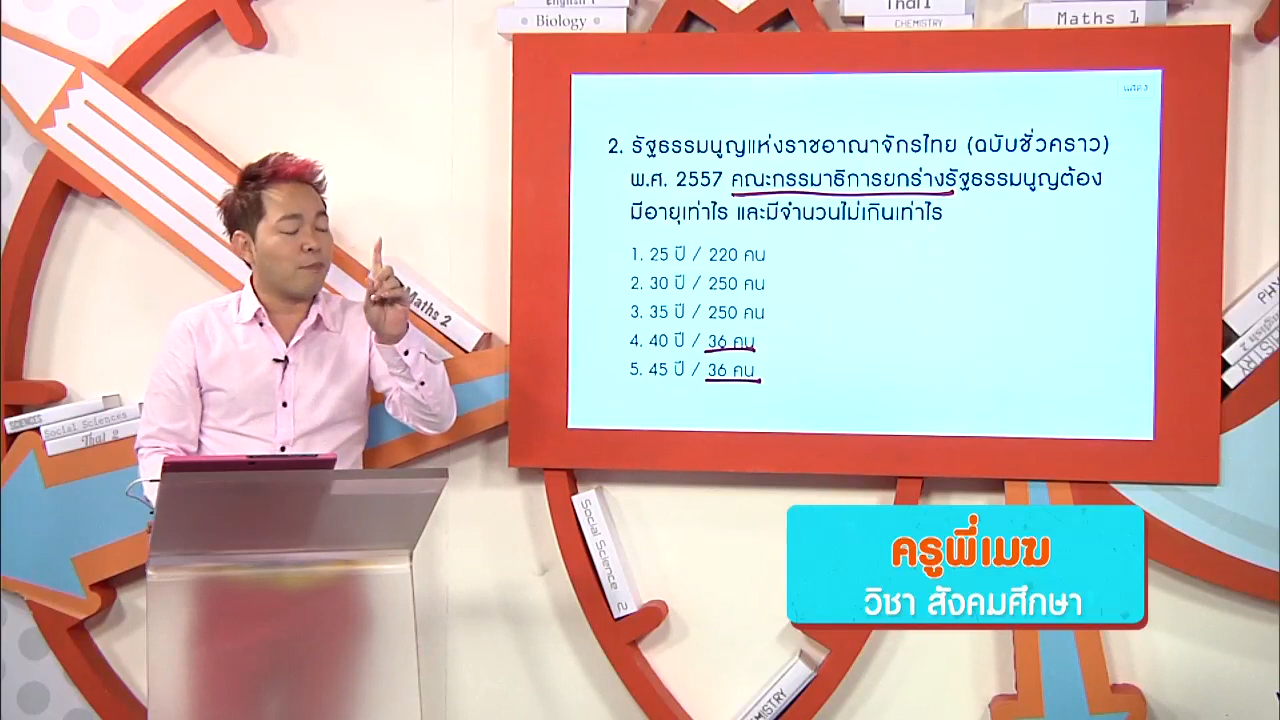 English 1
Biology
Thai 1
CHEMISTRY
Maths 1
เฉลย
2. รัฐธรรมนูญแห่งราชอาณาจักรไทย (ฉบับชั่วคราว)
พ.ศ. 2557 คณะกรรมาธิการยกร่างรัฐธรรมนูญต้อง
มีอายุเท่าไร และมีจำนวนไม่เกินเท่าไร
1. 25 ปี / 220 คน
2. 30 ปี / 250 คน
3. 35 ปี / 250 คน
4. 40 ปี / 36 คน
5. 45 ปี / 36 คน
Maths 2
SCIENCES
Social Sciences
Thai 2
Social Science 2
ครูพี่เมฆ
วิชา สังคมศึกษา